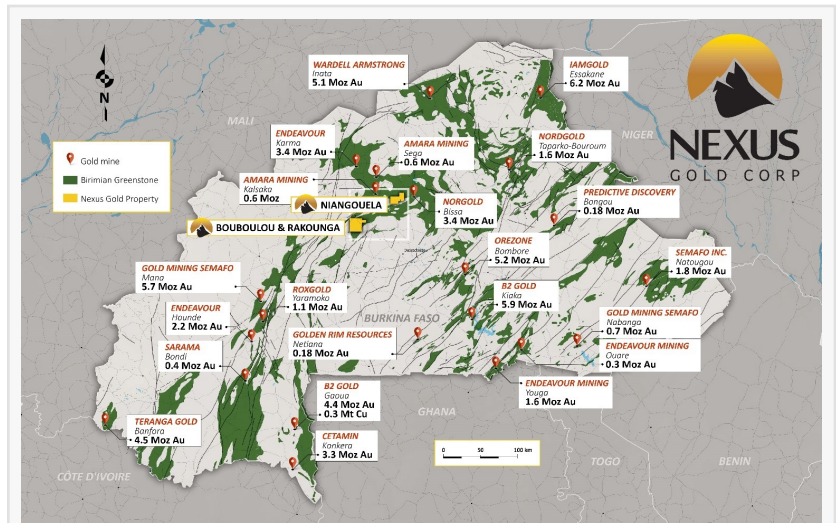 WARDELL ARMSTRONG
Inata
5.1 Moz Au
IAMGOLD
Essakane
6.2 Moz Au
N
MALI
NIGER
NEXUS
GOLD CORP
ENDEAVOUR
Karma
3.4 Moz Au
AMARA MINING
Sega
0.6 Moz Au
NORDGOLD
Taparko-Bouroum
1.6 Moz Au
Gold mine
Birimian Greenstone
Nexus Gold Property
AMARA MINING
Kalsaka
0.6 Moz
NIANGOUELA
BOUBOULOU & RAKOUNGA
NORGOLD
Bissa
3.4 Moz Au
PREDICTIVE DISCOVERY
Bongou
0.18 Moz Au
OREZONE
Bombore
5.2 Moz Au
SEMAFO INC.
Natougou
1.8 Moz Au
GOLD MINING SEMAFO
Mana
5.7 Moz Au
ROXGOLD
Yaramoko
1.1 Moz Au
B2 GOLD
Kiaka
5.9 Moz Au
ENDEAVOUR
Hounde
2.2 Moz Au
BURKINA FASO
GOLD MINING SEMAFO
Nabanga
0.7 Moz Au
GOLDEN RIM RESOURCES
Netiana
0.18 Moz Au
SARAMA
Bondi
0.4 Moz Au
ENDEAVOUR MINING
Ouare
0.3 Moz Au
B2 GOLD
Gaoua
4.4 Moz Au
0.3 Mt Cu
ENDEAVOUR MINING
Youga
1.6 Moz Au
GHANA
TERANGA GOLD
Banfora
4.5 Moz Au
CETAMIN
Konkera
3.3 Moz Au
0 50 100 km
CÔTE D'IVOIRE
TOGO
BENIN